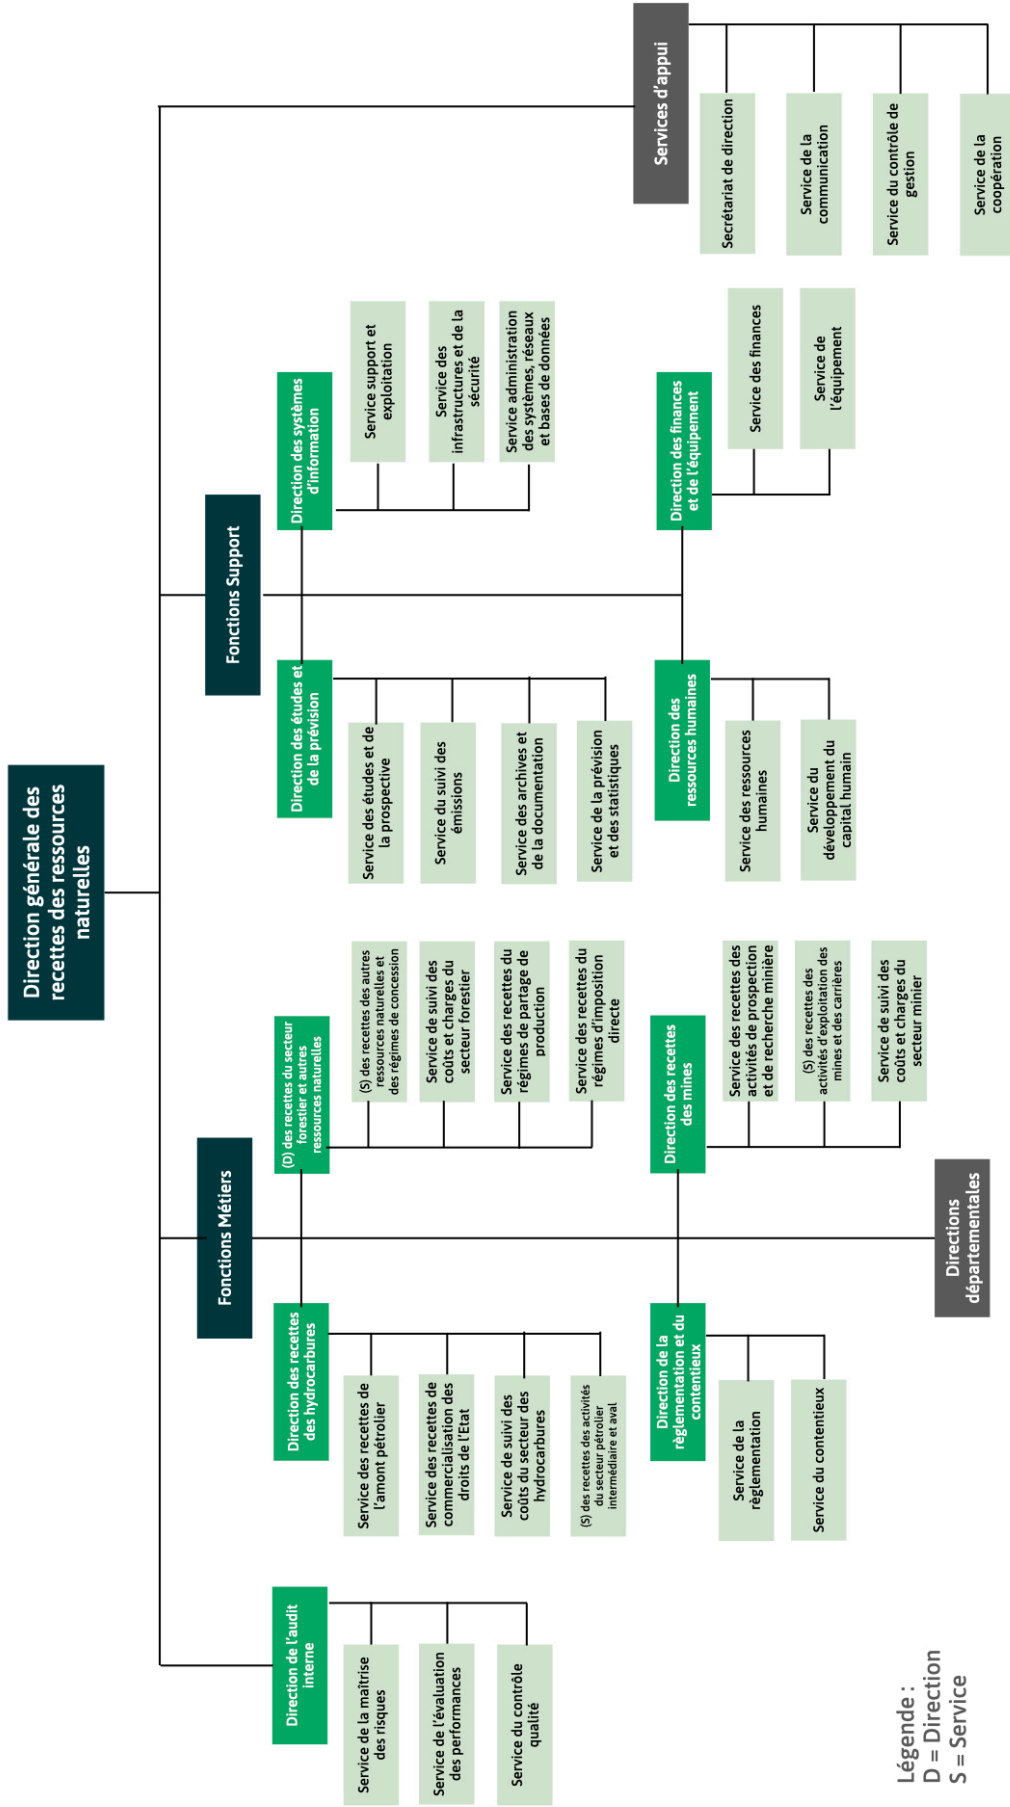 Direction générale des
recettes des ressources
naturelles
Fonctions Métiers
Fonctions Support
Direction de l'audit
interne
Service de la maîtrise
des risques
Service de l'évaluation
des performances
Service du contrôle
qualité
Direction des recettes
des hydrocarbures
Service des recettes de
l'amont pétrolier
Service des recettes de
commercialisation des
droits de l'Etat
Service de suivi des
coûts du secteur des
hydrocarbures
(S) des recettes des activités
du secteur pétrolier
intermédiaire et aval
(D) des recettes du secteur
forestier et autres
ressources naturelles
(S) des recettes des autres
ressources naturelles et
des régimes de concession
Service de suivi des
coûts et charges du
secteur forestier
Service des recettes du
régimes de partage de
production
Service des recettes du
régimes d'imposition
directe
Direction de la
règlementation et du
contentieux
Service de la
règlementation
Service du contentieux
Direction des recettes
des mines
Service des recettes des
activités de prospection
et de recherche minière
(S) des recettes des
activités d'exploitation des
mines et des carrières
Service de suivi des
coûts et charges du
secteur minier
Directions
départementales
Direction des études et
de la prévision
Service des études et de
la prospective
Service du suivi des
émissions
Service des archives et
de la documentation
Service de la prévision
et des statistiques
Direction des systèmes
d'information
Service support et
exploitation
Service des
infrastructures et de la
sécurité
Service administration
des systèmes, réseaux
et bases de données
Direction des
ressources humaines
Service des ressources
humaines
Service du
développement du
capital humain
Direction des finances
et de l'équipement
Service des finances
Service de
l'équipement
Services d'appui
Secrétariat de direction
Service de la
communication
Service du contrôle de
gestion
Service de la
coopération
Légende :
D = Direction
S = Service